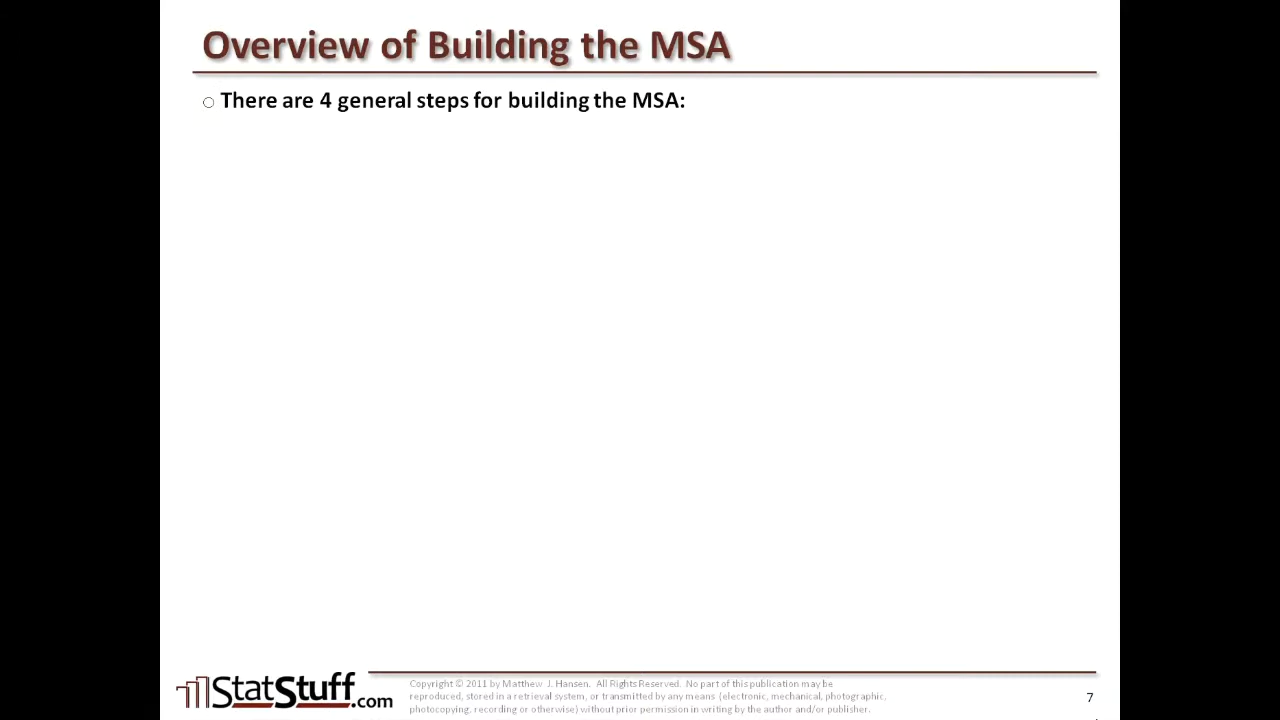 Overview of Building the MSA
○ There are 4 general steps for building the MSA:
StatStuff.com
Copyright © 2011 by Matthew J. Hansen. All Rights Reserved. No part of this publication may be
reproduced, stored in a retrieval system, or transmitted by any means (electronic, mechanical, photographic,
photocopying, recording or otherwise) without prior permission in writing by the author and/or publisher.
7